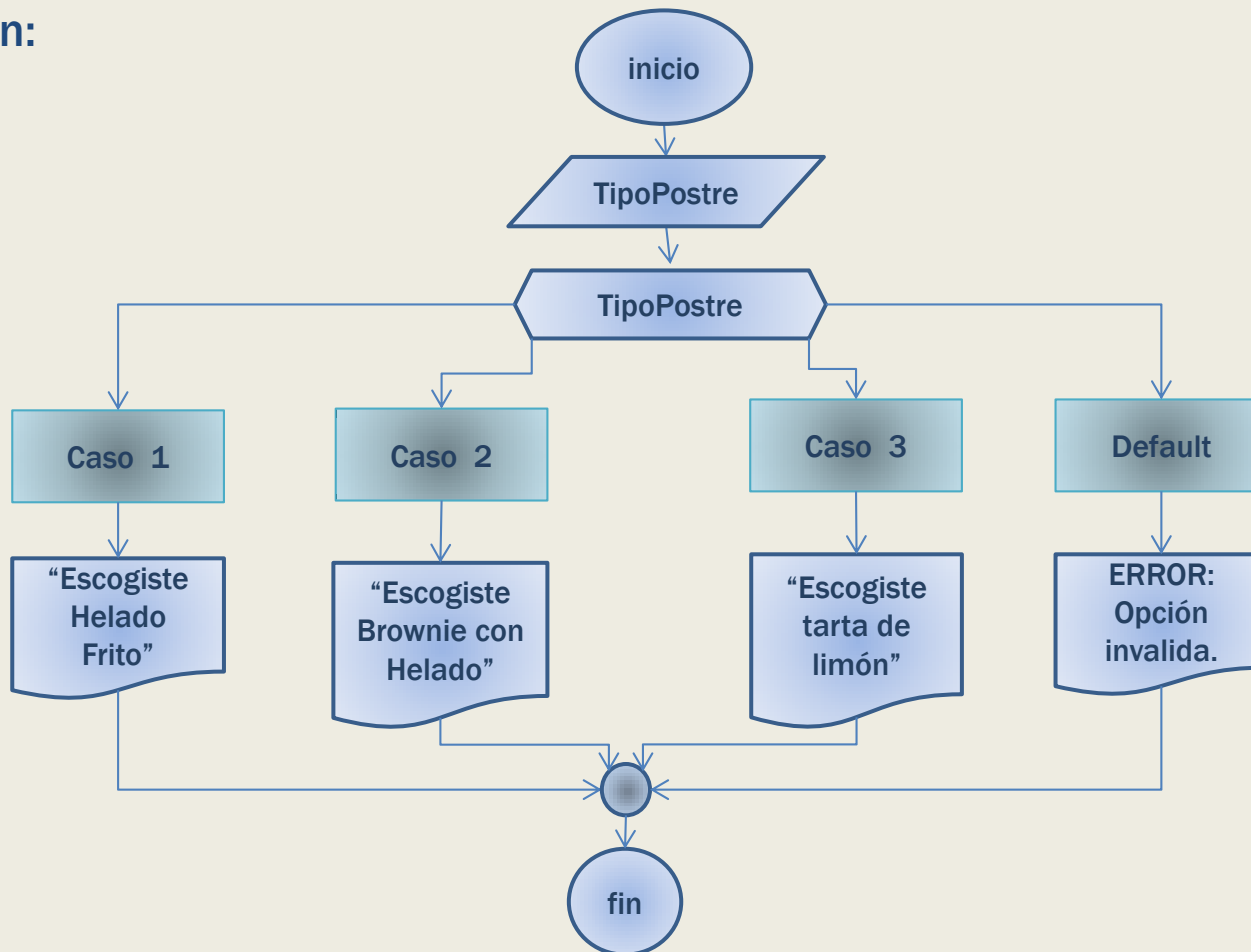 n:
inicio
TipoPostre
TipoPostre
Caso 1
Caso 2
Caso 3
Default
“Escogiste
Helado
Frito”
“Escogiste
Brownie con
Helado”
“Escogiste
tarta de
limón”
ERROR:
Opción
invalida.
fin